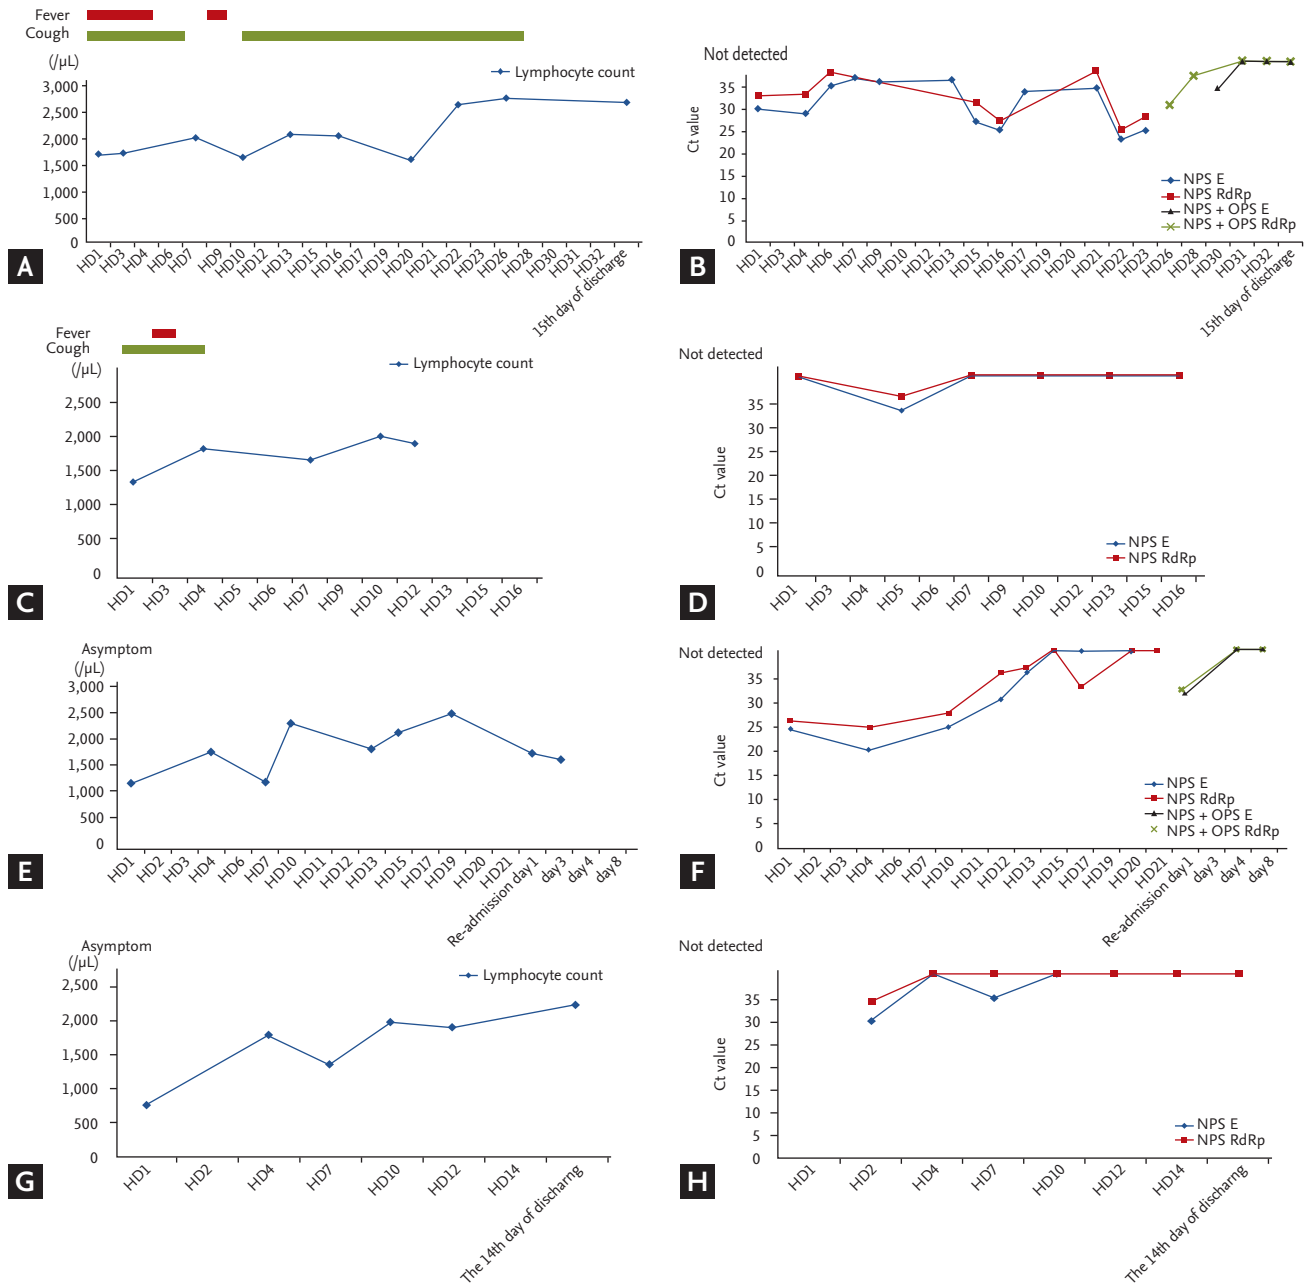 Fever
Cough
(/µL)
Lymphocyte count
3,000
2,500
2,000
1,500
1,000
500
0
HD1 HD3 HD4 HD6 HD7 HD9 HD10 HD12 HD13 HD15 HD16 HD17 HD19 HD20 HD21 HD22 HD23 HD26 HD28 HD30 HD31 HD32 15th day of discharge
A
Not detected
Ct value
35
30
25
20
15
10
5
0
NPS E
NPS RdRp
NPS + OPS E
NPS + OPS RdRp
HD1 HD3 HD4 HD6 HD7 HD9 HD10 HD12 HD13 HD15 HD16 HD17 HD19 HD20 HD21 HD22 HD23 HD26 HD28 HD30 HD31 HD32 15th day of discharge
B
Fever
Cough
(/µL)
Lymphocyte count
2,500
2,000
1,500
1,000
500
0
HD1 HD3 HD4 HD5 HD6 HD7 HD9 HD10 HD12 HD13 HD15 HD16
C
Not detected
Ct value
35
30
25
20
15
10
5
0
NPS E
NPS RdRp
HD1 HD3 HD4 HD5 HD6 HD7 HD9 HD10 HD12 HD13 HD15 HD16
D
Asymptom
(/µL)
3,000
2,500
2,000
1,500
1,000
500
0
HD1 HD2 HD3 HD4 HD6 HD7 HD10 HD11 HD12 HD13 HD15 HD17 HD19 HD20 HD21 Re-admission day1 day3 day4 day8
E
Not detected
Ct value
35
30
25
20
15
10
5
0
NPS E
NPS RdRp
NPS + OPS E
NPS + OPS RdRp
HD1 HD2 HD3 HD4 HD6 HD7 HD10 HD11 HD12 HD13 HD15 HD17 HD19 HD20 HD21 Re-admission day1 day3 day4 day8
F
Asymptom
(/µL)
Lymphocyte count
2,500
2,000
1,500
1,000
500
0
HD1 HD2 HD4 HD7 HD10 HD12 HD14 The 14th day of discharng
G
Not detected
Ct value
35
30
25
20
15
10
5
0
NPS E
NPS RdRp
HD1 HD2 HD4 HD7 HD10 HD12 HD14 The 14th day of discharng
H